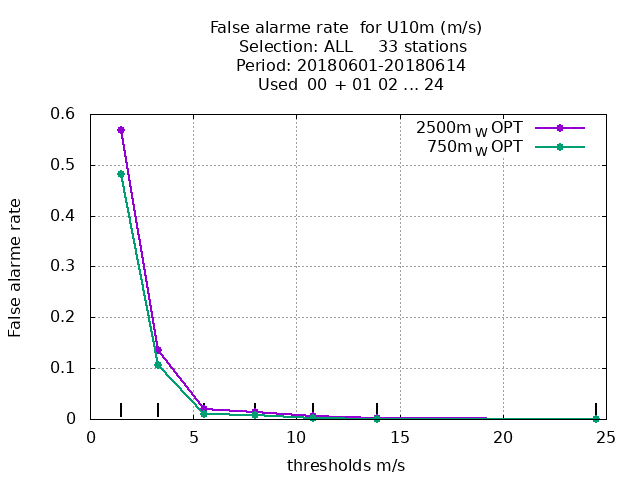 False alarme rate  for U10m (m/s)
Selection: ALL     33 stations
Period: 20180601-20180614
Used  00  + 01 02 ... 24
2500m W OPT
750m W OPT
False alarme rate
0.6
0.5
0.4
0.3
0.2
0.1
0
0 5 10 15 20 25
thresholds m/s